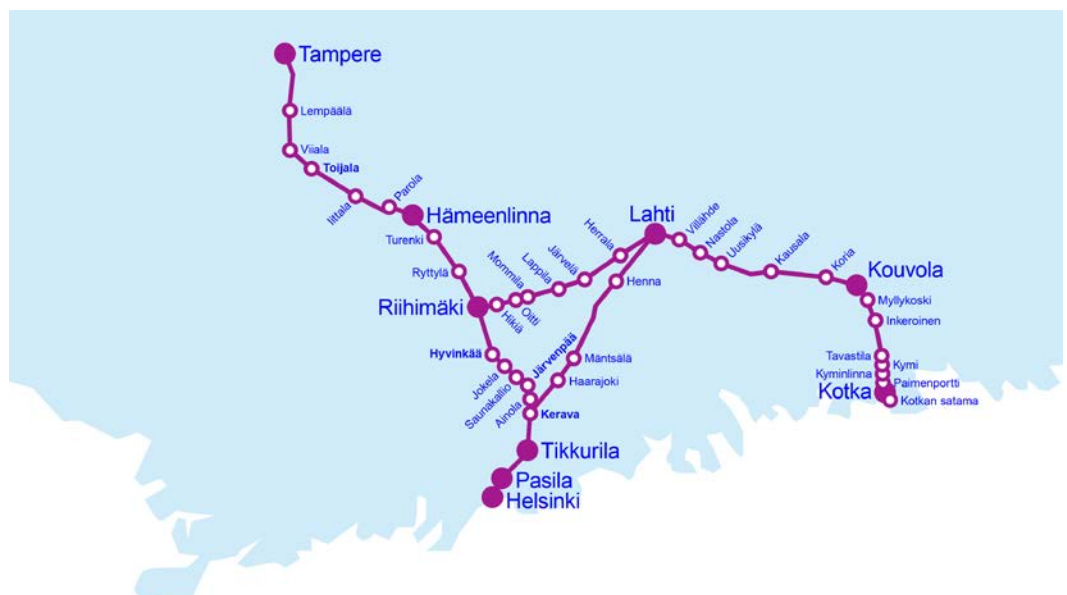 Tampere
Lempäälä
Viiala
Toijala
Iittala
Parola
Hämeenlinna
Turenki
Ryttylä
Riihimäki
Hikiä
Mommila
Oitti
Lappila
Järvelä
Herrala
Lahti
Villähde
Nastola
Uusikylä
Kausala
Koria
Kouvola
Myllykoski
Inkeroinen
Tavastila
Kymi
Kyminlinna
Paimenportti
Kotka
Kotkan satama
Henna
Mäntsälä
Haarajoki
Hyvinkää
Jokela
Saunakallio
Järvenpää
Ainola
Kerava
Tikkurila
Pasila
Helsinki